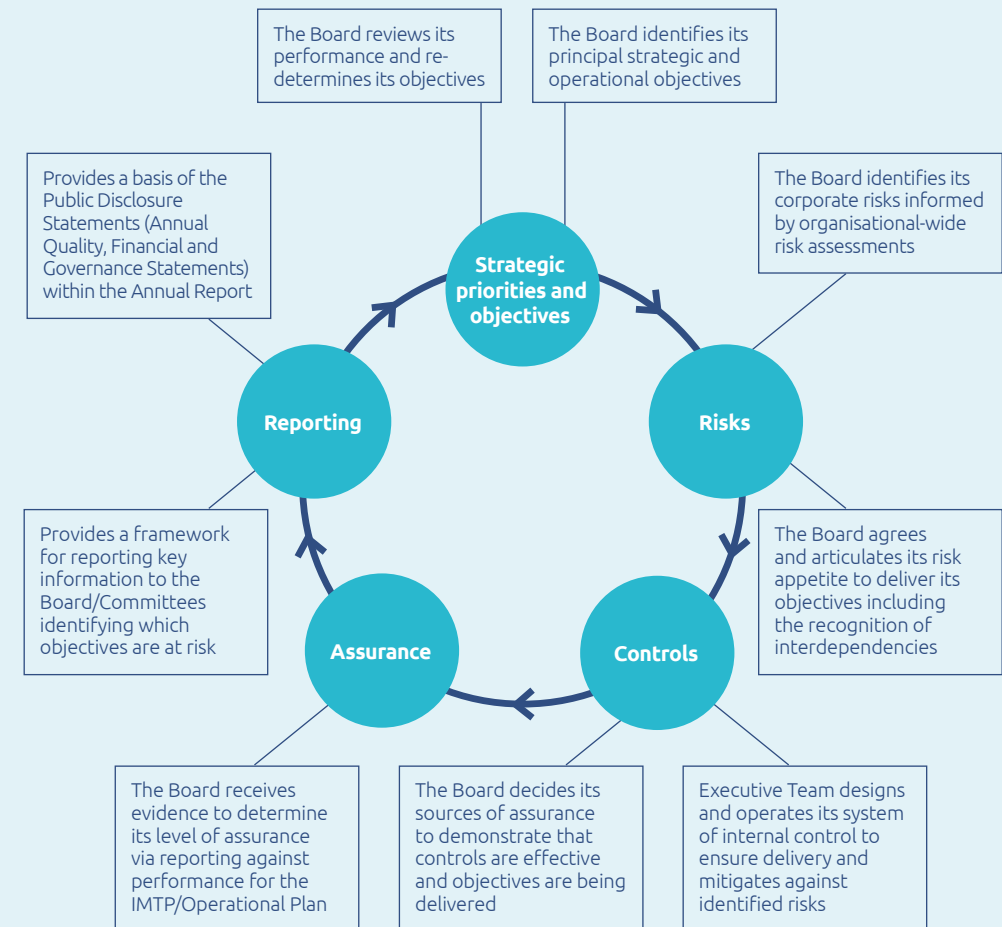 The Board reviews its
performance and re-
determines its objectives
The Board identifies its
principal strategic and
operational objectives
Provides a basis of the
Public Disclosure
Statements (Annual
Quality, Financial and
Governance Statements)
within the Annual Report
The Board identifies its
corporate risks informed
by organisational-wide
risk assessments
Strategic
priorities and
objectives
Reporting
Risks
Provides a framework
for reporting key
information to the
Board/Committees
identifying which
objectives are at risk
The Board agrees
and articulates its risk
appetite to deliver its
objectives including
the recognition of
interdependencies
Assurance
Controls
The Board receives
evidence to determine
its level of assurance
via reporting against
performance for the
IMTP/Operational Plan
The Board decides its
sources of assurance
to demonstrate that
controls are effective
and objectives are being
delivered
Executive Team designs
and operates its system
of internal control to
ensure delivery and
mitigates against
identified risks